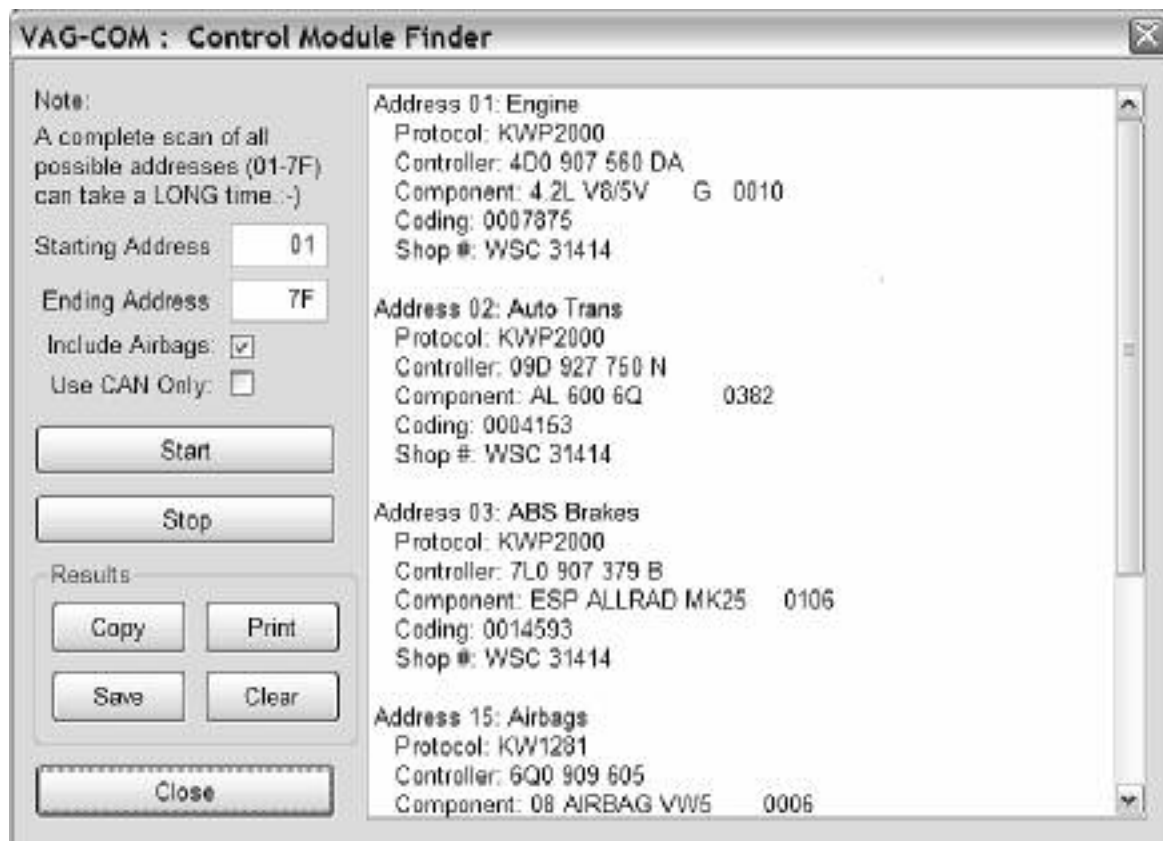 VAG-COM : Control Module Finder
Note:
A complete scan of all
possible addresses (01-7F)
can take a LONG time.:-)
Starting Address 01
Ending Address 7F
Include Airbags:
Use CAN Only:
Start
Stop
Results
Copy Print
Save Clear
Close
Address 01: Engine
Protocol: KWP2000
Controller: 4D0 907 560 DA
Component: 4.2L V8/5V G 0010
Coding: 0007875
Shop #: WSC 31414
Address 02: Auto Trans
Protocol: KWP2000
Controller: 09D 927 750 N
Component: AL 600 6Q 0382
Coding: 0004153
Shop #: WSC 31414
Address 03: ABS Brakes
Protocol: KWP2000
Controller: 7L0 907 379 B
Component: ESP ALLRAD MK25 0106
Coding: 0014593
Shop #: WSC 31414
Address 15: Airbags
Protocol: KW1281
Controller: 6Q0 909 605
Component: 08 AIRBAG VW5 0006